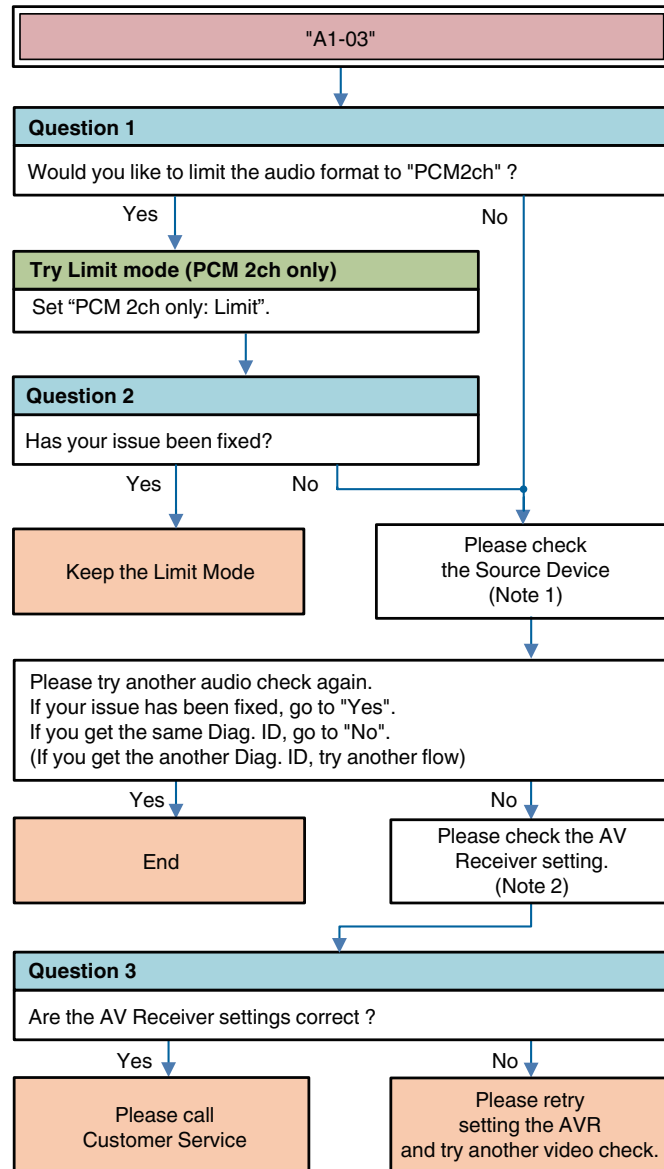 "A1-03"
Question 1
Would you like to limit the audio format to "PCM2ch" ?
Yes
No
Try Limit mode (PCM 2ch only)
Set “PCM 2ch only: Limit”.
Question 2
Has your issue been fixed?
Yes
No
Keep the Limit Mode
Please check
the Source Device
(Note 1)
Please try another audio check again.
If your issue has been fixed, go to "Yes".
If you get the same Diag. ID, go to "No".
(If you get the another Diag. ID, try another flow)
Yes
No
End
Please check the AV
Receiver setting.
(Note 2)
Question 3
Are the AV Receiver settings correct ?
Yes
No
Please call
Customer Service
Please retry
setting the AVR
and try another video check.